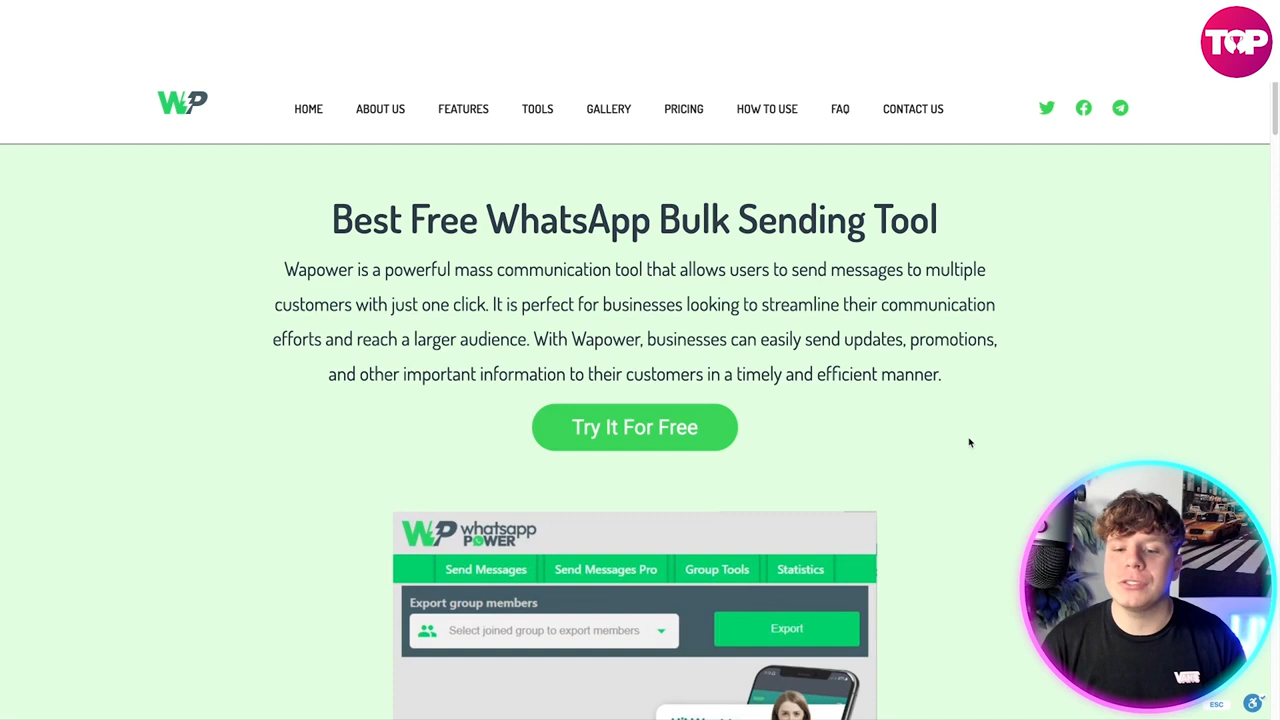 TOP
WP
HOME
ABOUT US
FEATURES
TOOLS
GALLERY
PRICING
HOW TO USE
FAQ
CONTACT US
Best Free WhatsApp Bulk Sending Tool
Wapower is a powerful mass communication tool that allows users to send messages to multiple
customers with just one click. It is perfect for businesses looking to streamline their communication
efforts and reach a larger audience. With Wapower, businesses can easily send updates, promotions,
and other important information to their customers in a timely and efficient manner.
Try It For Free
WP whatsapp
POWER
Send Messages
Send Messages Pro
Group Tools
Statistics
Export group members
Select joined group to export members
Export
VANS
ESC